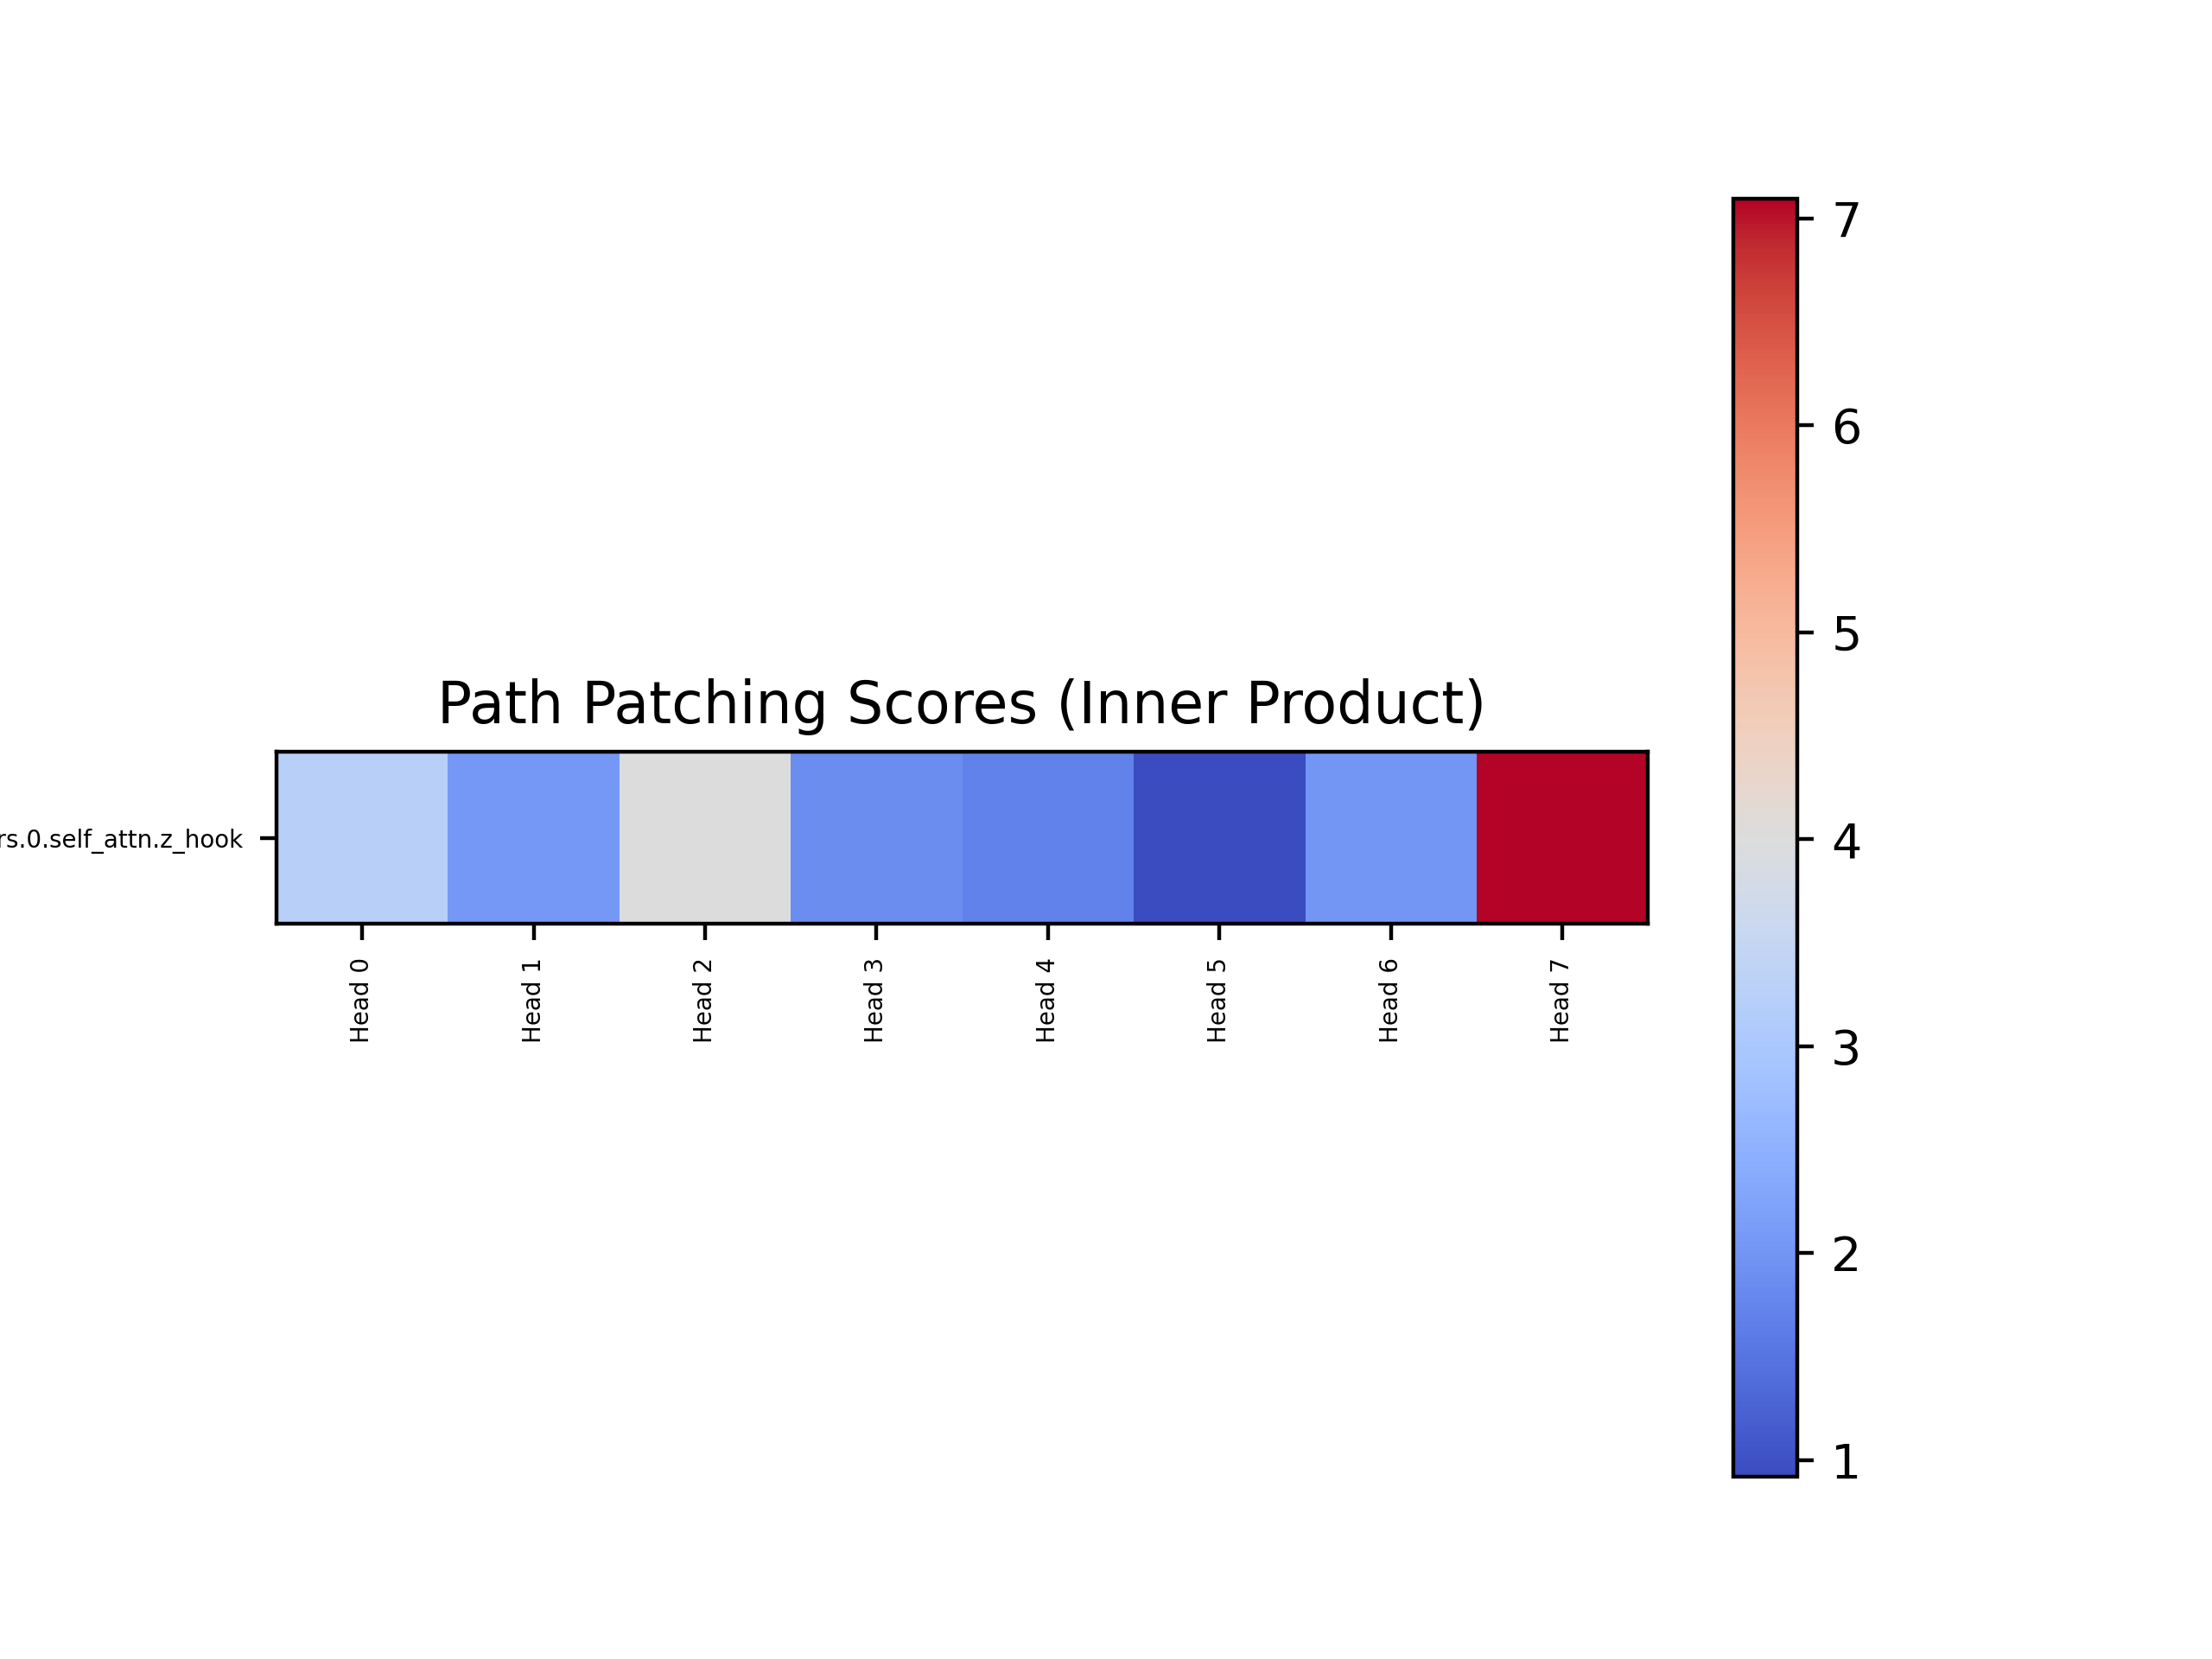 Path Patching Scores (Inner Product)
rs.0.self_attn.z_hook
Head 0
Head 1
Head 2
Head 3
Head 4
Head 5
Head 6
Head 7
7
6
5
4
3
2
1